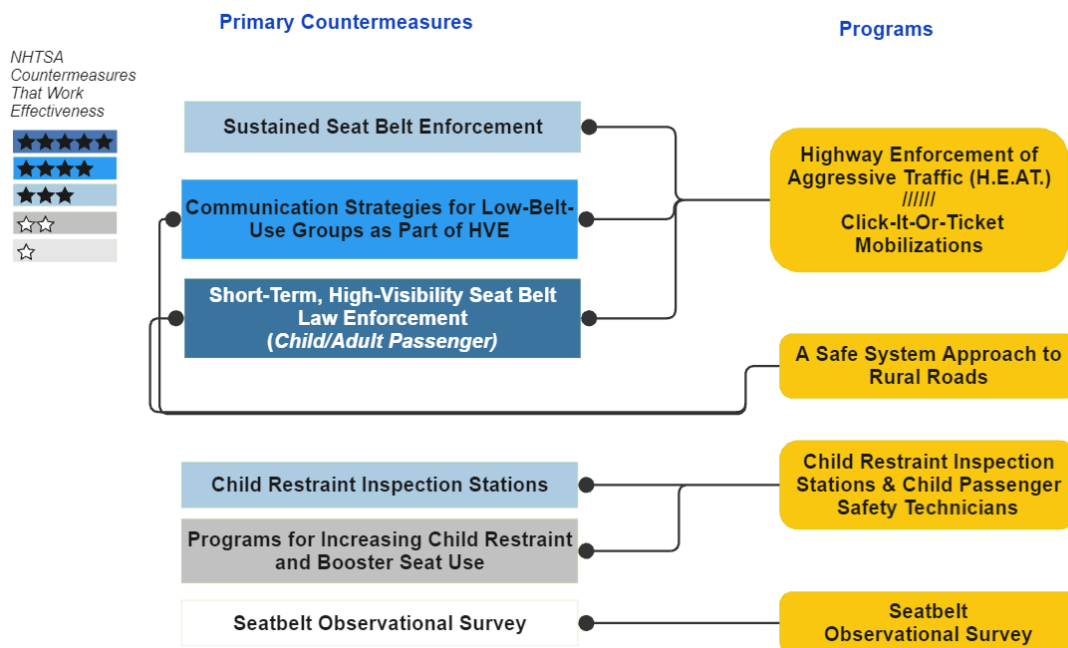 Primary Countermeasures
Programs
NHTSA
Countermeasures
That Work
Effectiveness
Sustained Seat Belt Enforcement
Communication Strategies for Low-Belt-
Use Groups as Part of HVE
Short-Term, High-Visibility Seat Belt
Law Enforcement
(Child/Adult Passenger)
Child Restraint Inspection Stations
Programs for Increasing Child Restraint
and Booster Seat Use
Seatbelt Observational Survey
Highway Enforcement of
Aggressive Traffic (H.E.AT.)
//////
Click-It-Or-Ticket
Mobilizations
A Safe System Approach to
Rural Roads
Child Restraint Inspection
Stations & Child Passenger
Safety Technicians
Seatbelt
Observational Survey